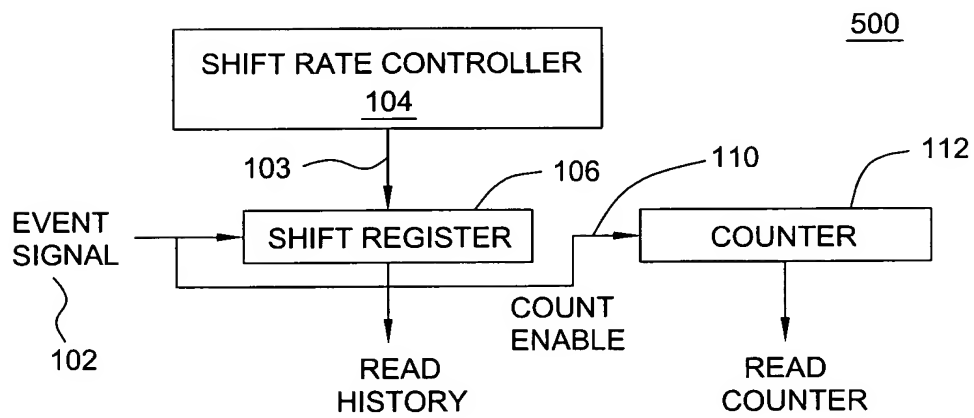 500
SHIFT RATE CONTROLLER
104
103
106
110
112
EVENT
SIGNAL
SHIFT REGISTER
COUNTER
102
COUNT
ENABLE
READ
HISTORY
READ
COUNTER